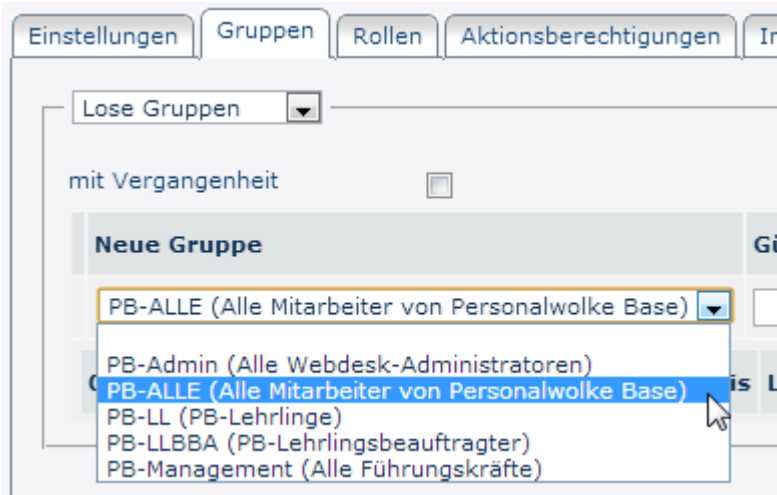 Einstellungen Gruppen Rollen Aktionsberechtigungen
Lose Gruppen
mit Vergangenheit
Neue Gruppe
PB-ALLE (Alle Mitarbeiter von Personalwolke Base)
PB-Admin (Alle Webdesk-Administratoren)
PB-ALLE (Alle Mitarbeiter von Personalwolke Base)
PB-LL (PB-Lehrlinge)
PB-LLBBA (PB-Lehrlingsbeauftragter)
PB-Management (Alle Führungskräfte)